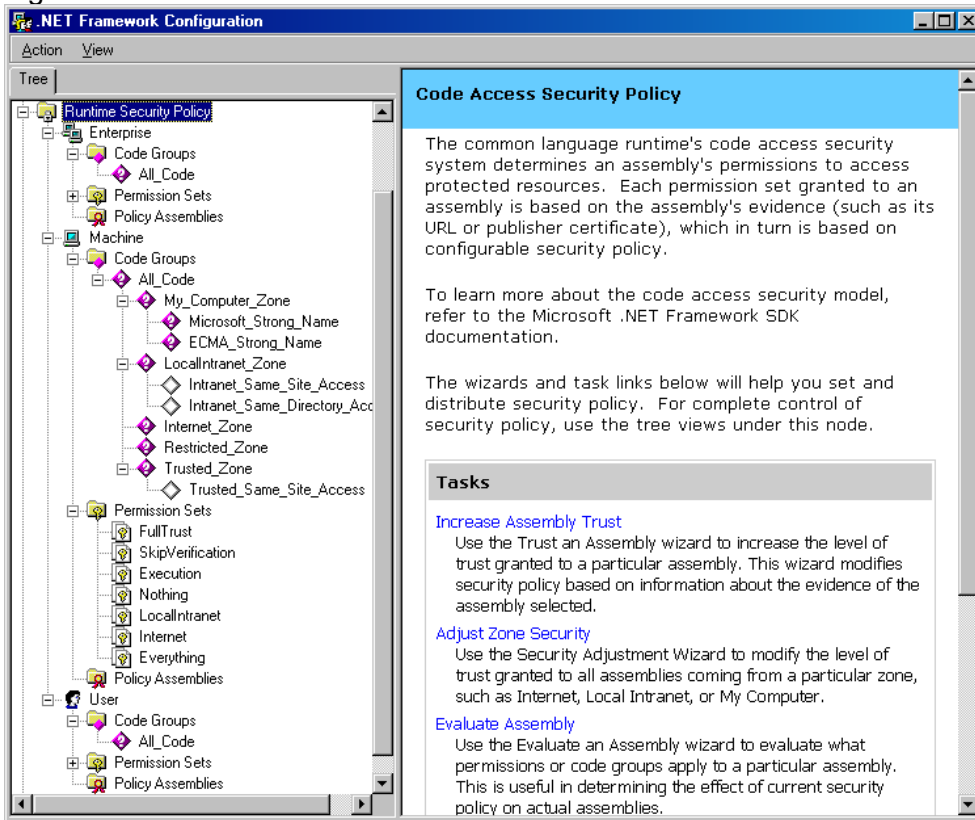 .NET Framework Configuration
Action View
Tree
Runtime Security Policy
Enterprise
Code Groups
All_Code
Permission Sets
Policy Assemblies
Machine
Code Groups
All_Code
My_Computer_Zone
Microsoft_Strong_Name
ECMA_Strong_Name
LocalIntranet_Zone
Intranet_Same_Site_Access
Intranet_Same_Directory_Acc
Internet_Zone
Restricted_Zone
Trusted_Zone
Trusted_Same_Site_Access
Permission Sets
FullTrust
SkipVerification
Execution
Nothing
LocalIntranet
Internet
Everything
Policy Assemblies
User
Code Groups
All_Code
Permission Sets
Policy Assemblies
Code Access Security Policy
The common language runtime's code access security
system determines an assembly's permissions to access
protected resources. Each permission set granted to an
assembly is based on the assembly's evidence (such as its
URL or publisher certificate), which in turn is based on
configurable security policy.
To learn more about the code access security model,
refer to the Microsoft .NET Framework SDK
documentation.
The wizards and task links below will help you set and
distribute security policy. For complete control of
security policy, use the tree views under this node.
Tasks
Increase Assembly Trust
Use the Trust an Assembly wizard to increase the level of
trust granted to a particular assembly. This wizard modifies
security policy based on information about the evidence of the
assembly selected.
Adjust Zone Security
Use the Security Adjustment Wizard to modify the level of
trust granted to all assemblies coming from a particular zone,
such as Internet, Local Intranet, or My Computer.
Evaluate Assembly
Use the Evaluate an Assembly wizard to evaluate what
permissions or code groups apply to a particular assembly.
This is useful in determining the effect of current security
policy on actual assemblies.